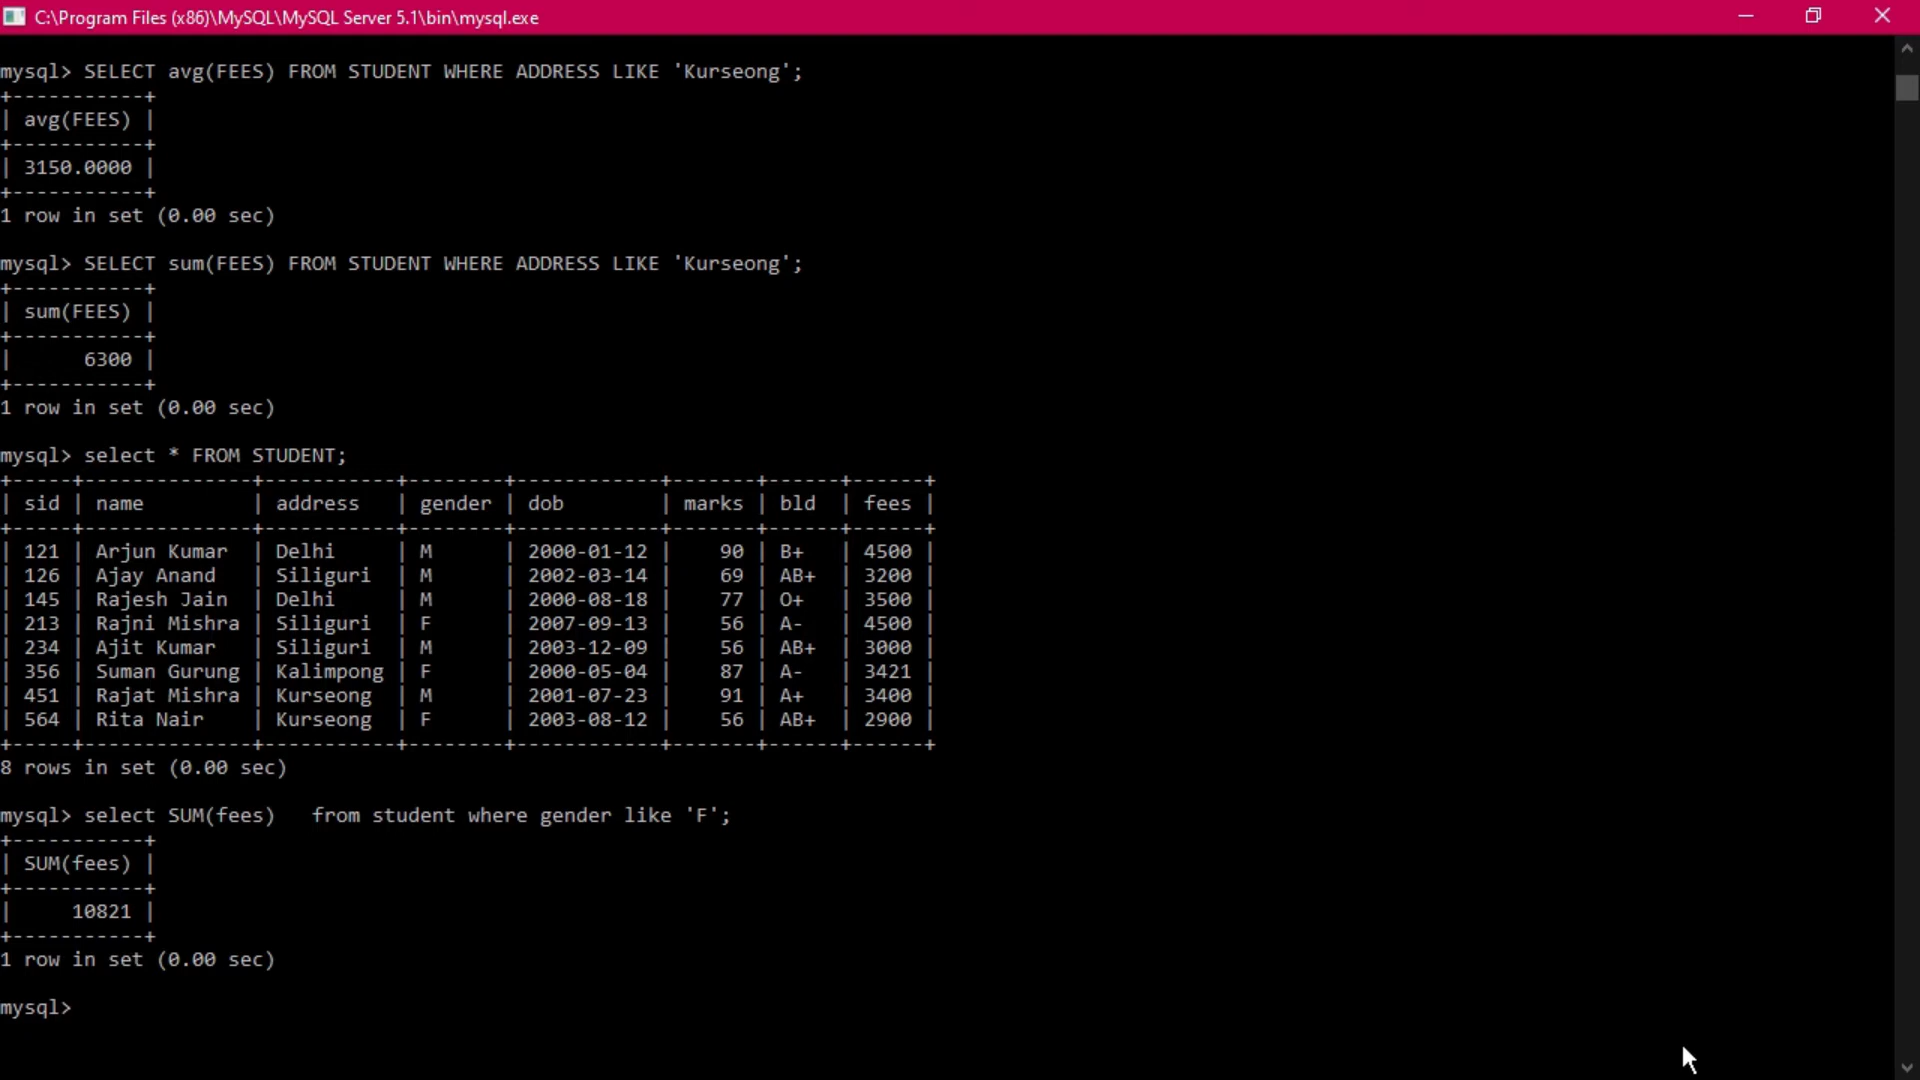 C:\Program Files (x86)\MySQL\MySQL Server 5.1\bin\mysql.exe
mysql> SELECT avg(FEES) FROM STUDENT WHERE ADDRESS LIKE 'Kurseong';
+-----------+
| avg(FEES) |
+-----------+
| 3150.0000 |
+-----------+
1 row in set (0.00 sec)
mysql> SELECT sum(FEES) FROM STUDENT WHERE ADDRESS LIKE 'Kurseong';
+-----------+
| sum(FEES) |
+-----------+
|      6300 |
+-----------+
1 row in set (0.00 sec)
mysql> select * FROM STUDENT;
+-----+--------------+-----------+--------+------------+-------+------+------+
| sid | name         | address   | gender | dob        | marks | bld  | fees |
+-----+--------------+-----------+--------+------------+-------+------+------+
| 121 | Arjun Kumar  | Delhi     | M      | 2000-01-12 |    90 | B+   | 4500 |
| 126 | Ajay Anand   | Siliguri  | M      | 2002-03-14 |    69 | AB+  | 3200 |
| 145 | Rajesh Jain  | Delhi     | M      | 2000-08-18 |    77 | O+   | 3500 |
| 213 | Rajni Mishra | Siliguri  | F      | 2007-09-13 |    56 | A-   | 4500 |
| 234 | Ajit Kumar   | Siliguri  | M      | 2003-12-09 |    56 | AB+  | 3000 |
| 356 | Suman Gurung | Kalimpong | F      | 2000-05-04 |    87 | A-   | 3421 |
| 451 | Rajat Mishra | Kurseong  | M      | 2001-07-23 |    91 | A+   | 3400 |
| 564 | Rita Nair    | Kurseong  | F      | 2003-08-12 |    56 | AB+  | 2900 |
+-----+--------------+-----------+--------+------------+-------+------+------+
8 rows in set (0.00 sec)
mysql> select SUM(fees)   from student where gender like 'F';
+-----------+
| SUM(fees) |
+-----------+
|     10821 |
+-----------+
1 row in set (0.00 sec)
mysql>